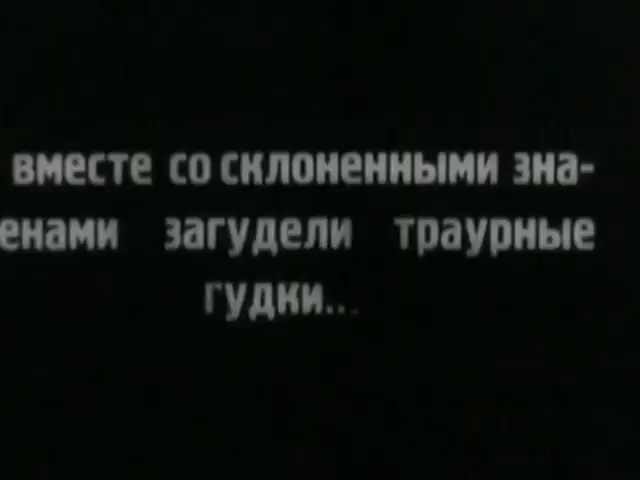 вместе со склоненными зна-
енами загудели траурные
гудки...